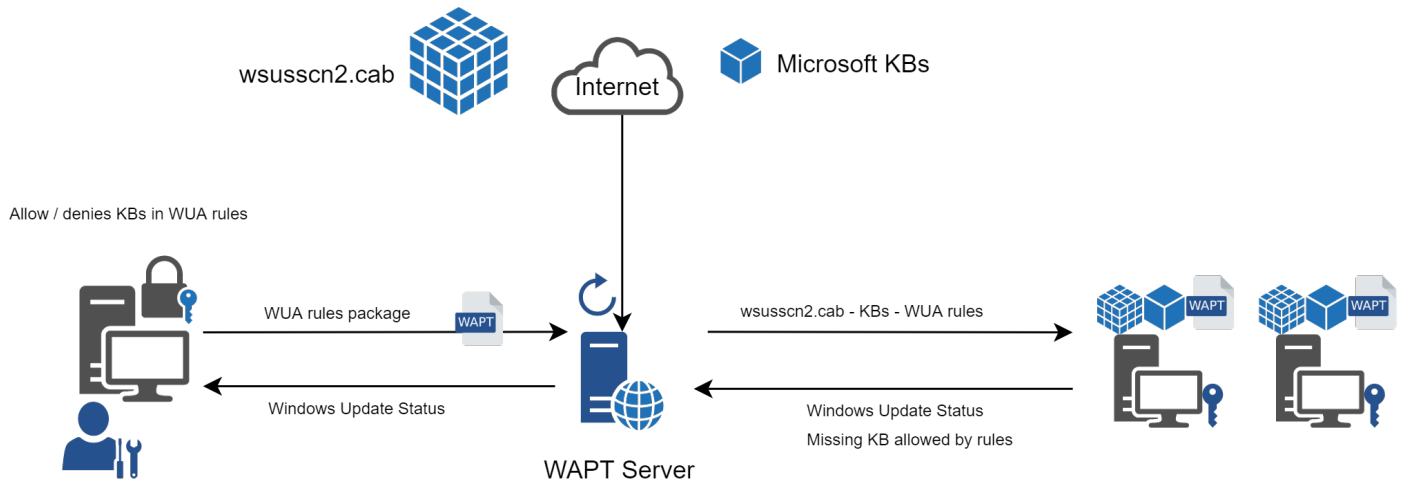 wsusscn2.cab
Internet
Microsoft KBs
Allow / denies KBs in WUA rules
WUA rules package
WAPT
wsusscn2.cab - KBs - WUA rules
WAPT
WAPT
Windows Update Status
Windows Update Status
Missing KB allowed by rules
WAPT Server